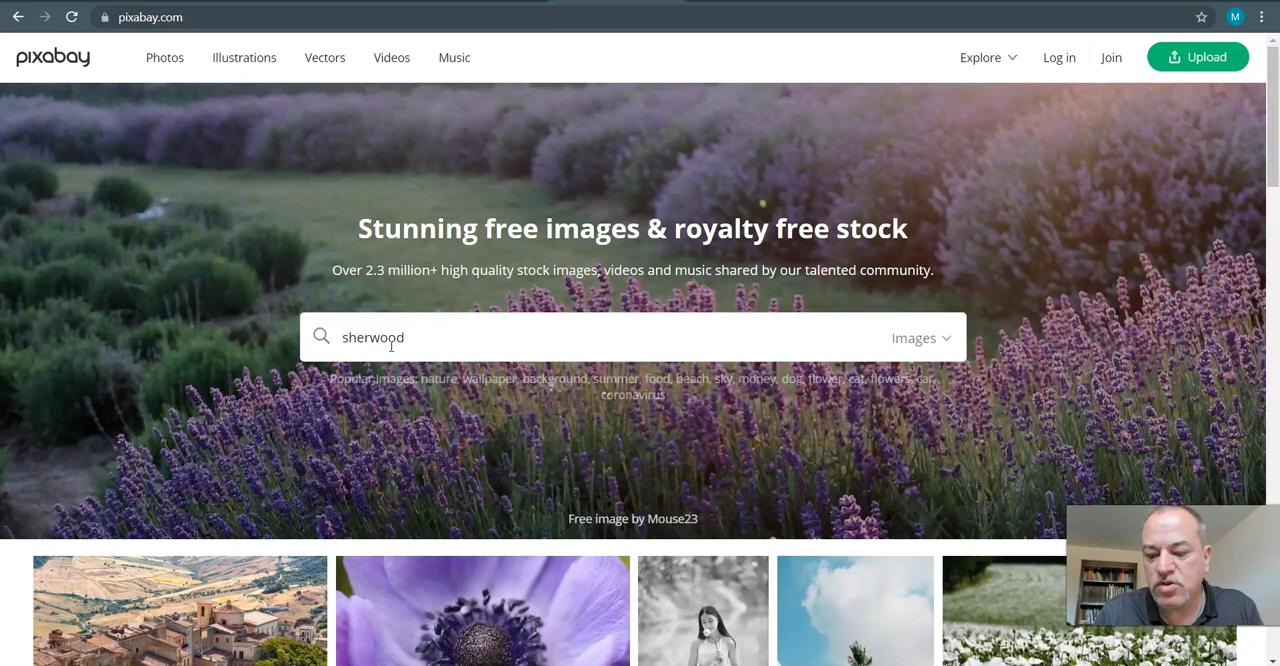 pixabay.com
M
pixabay
Photos
Illustrations
Vectors
Videos
Music
Explore
Log in
Join
Upload
Stunning free images & royalty free stock
Over 2.3 million+ high quality stock images, videos and music shared by our talented community.
sherwood
Images
Popular Images: nature, wallpaper, background, summer, food, beach, sky, money, dog, flower, cat, flowers, car,
coronavirus
Free image by Mouse23